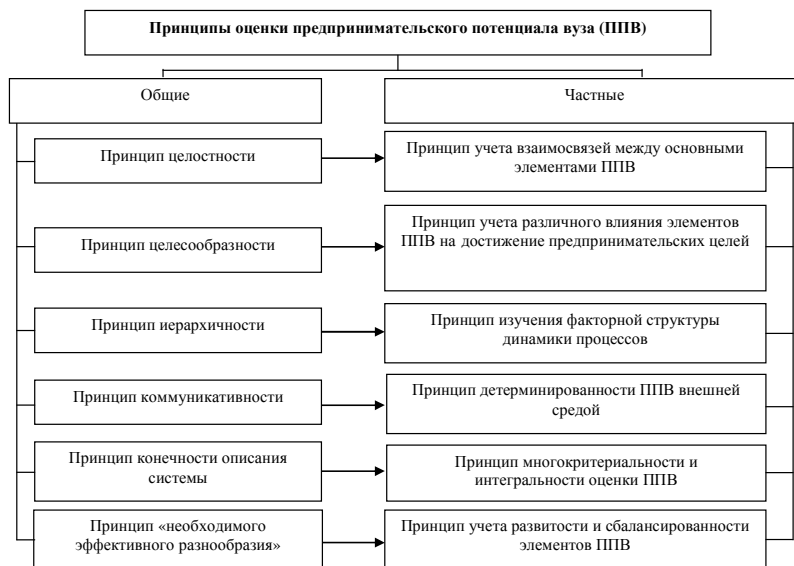 Принципы оценки предпринимательского потенциала вуза (ППВ)
Общие
Частные
Принцип целостности
Принцип учета взаимосвязей между основными
элементами ППВ
Принцип целесообразности
Принцип учета различного влияния элементов
ППВ на достижение предпринимательских целей
Принцип иерархичности
Принцип изучения факторной структуры
динамики процессов
Принцип коммуникативности
Принцип детерминированности ППВ внешней
средой
Принцип конечности описания
системы
Принцип многокритериальности и
интегральности оценки ППВ
Принцип «необходимого
эффективного разнообразия»
Принцип учета развитости и сбалансированности
элементов ППВ